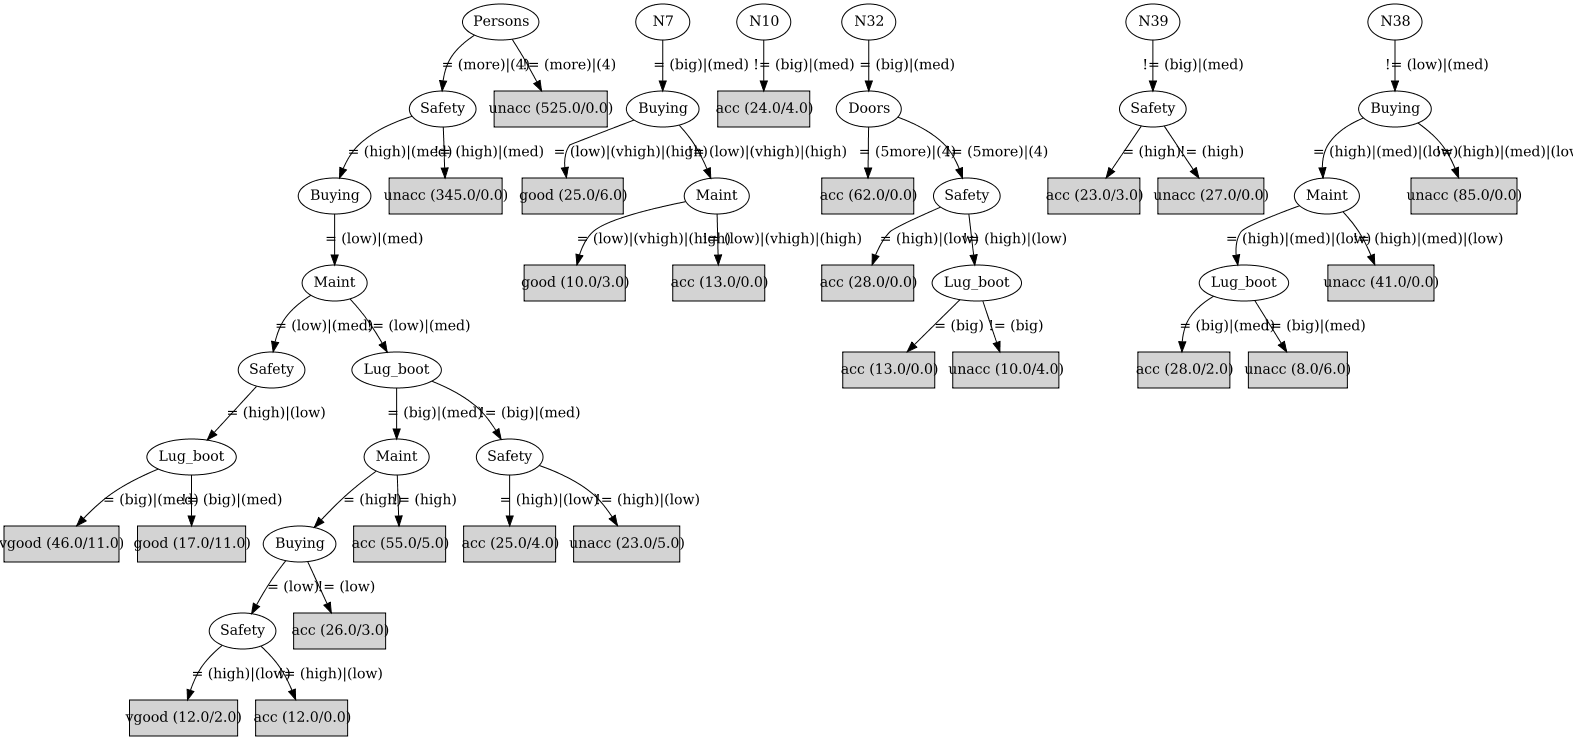 Persons N7 N10 N32 N39 N38
= (more)|(4) != (more)|(4) = (big)|(med) != (big)|(med) = (big)|(med) != (big)|(med) != (low)|(med)
Safety unacc (525.0/0.0) Buying acc (24.0/4.0) Doors Safety Buying
= (high)|(med) != (high)|(med) = (low)|(vhigh)|(high) != (low)|(vhigh)|(high) = (5more)|(4) != (5more)|(4) = (high) != (high) = (high)|(med)|(low) != (high)|(med)|(low)
Buying unacc (345.0/0.0) good (25.0/6.0) Maint acc (62.0/0.0) Safety acc (23.0/3.0) unacc (27.0/0.0) Maint unacc (85.0/0.0)
= (low)|(med) = (low)|(vhigh)|(high) != (low)|(vhigh)|(high) = (high)|(low) != (high)|(low) = (high)|(med)|(low) != (high)|(med)|(low)
Maint good (10.0/3.0) acc (13.0/0.0) acc (28.0/0.0) Lug_boot Lug_boot unacc (41.0/0.0)
= (low)|(med) != (low)|(med) = (big) != (big) = (big)|(med) != (big)|(med)
Safety Lug_boot acc (13.0/0.0) unacc (10.0/4.0) acc (28.0/2.0) unacc (8.0/6.0)
= (high)|(low) = (big)|(med) != (big)|(med)
Lug_boot Maint Safety
= (big)|(med) != (big)|(med) = (high) != (high) = (high)|(low) != (high)|(low)
vgood (46.0/11.0) good (17.0/11.0) Buying acc (55.0/5.0) acc (25.0/4.0) unacc (23.0/5.0)
= (low) != (low)
Safety acc (26.0/3.0)
= (high)|(low) != (high)|(low)
vgood (12.0/2.0) acc (12.0/0.0)